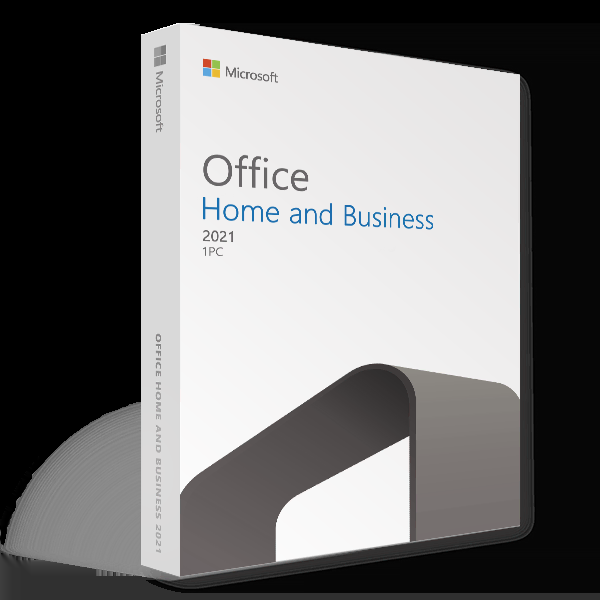 Microsoft
Office
Home and Business
2021
1PC
Microsoft
OFFICE HOME AND BUSINESS 2021